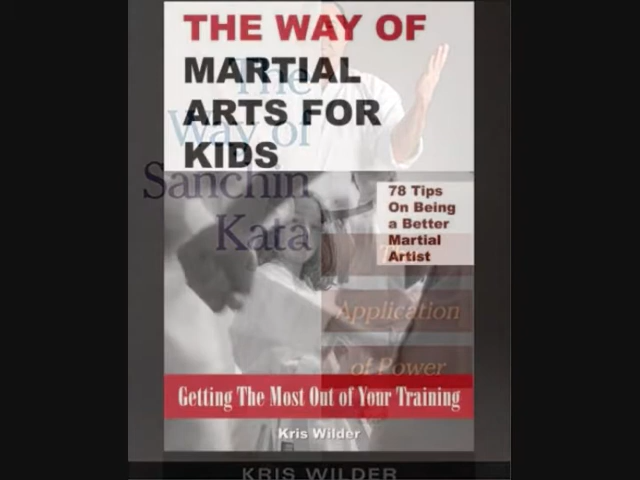 THE WAY OF
MARTIAL
ARTS FOR
KIDS
The
Way of
Sanchin
Kata
78 Tips
On Being
a Better
Martial
Artist
The
Application
of Power
Getting The Most Out of Your Training
Kris Wilder
KRIS WILDER